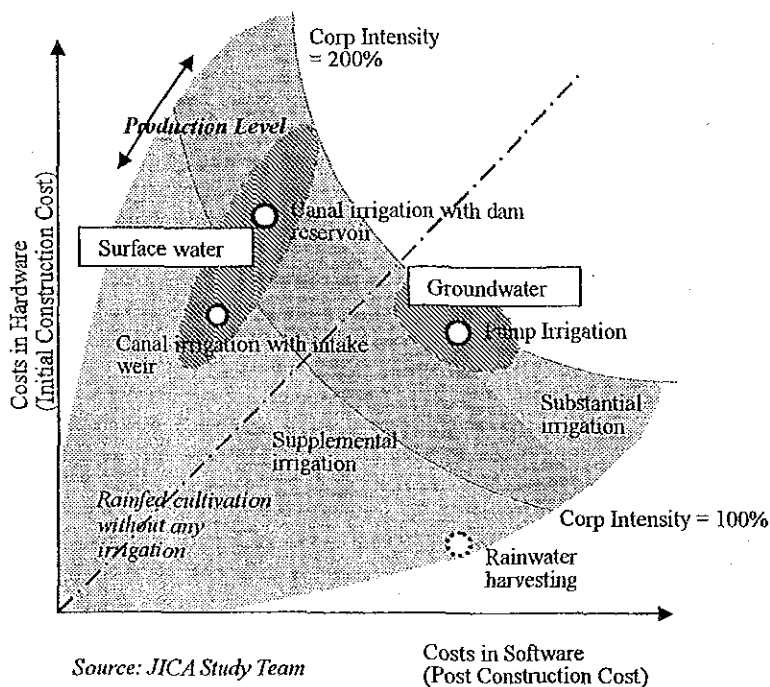 Corp Intensity
= 200%
Production Level
Canal irrigation with dam
reservoir
Surface water
Groundwater
Canal irrigation with intake
weir
Pump Irrigation
Costs in Hardware
(Initial Construction Cost)
Substantial
irrigation
Supplemental
irrigation
Rainfed cultivation
without any
irrigation
Corp Intensity = 100%
Rainwater
harvesting
Source: JICA Study Team
Costs in Software
(Post Construction Cost)